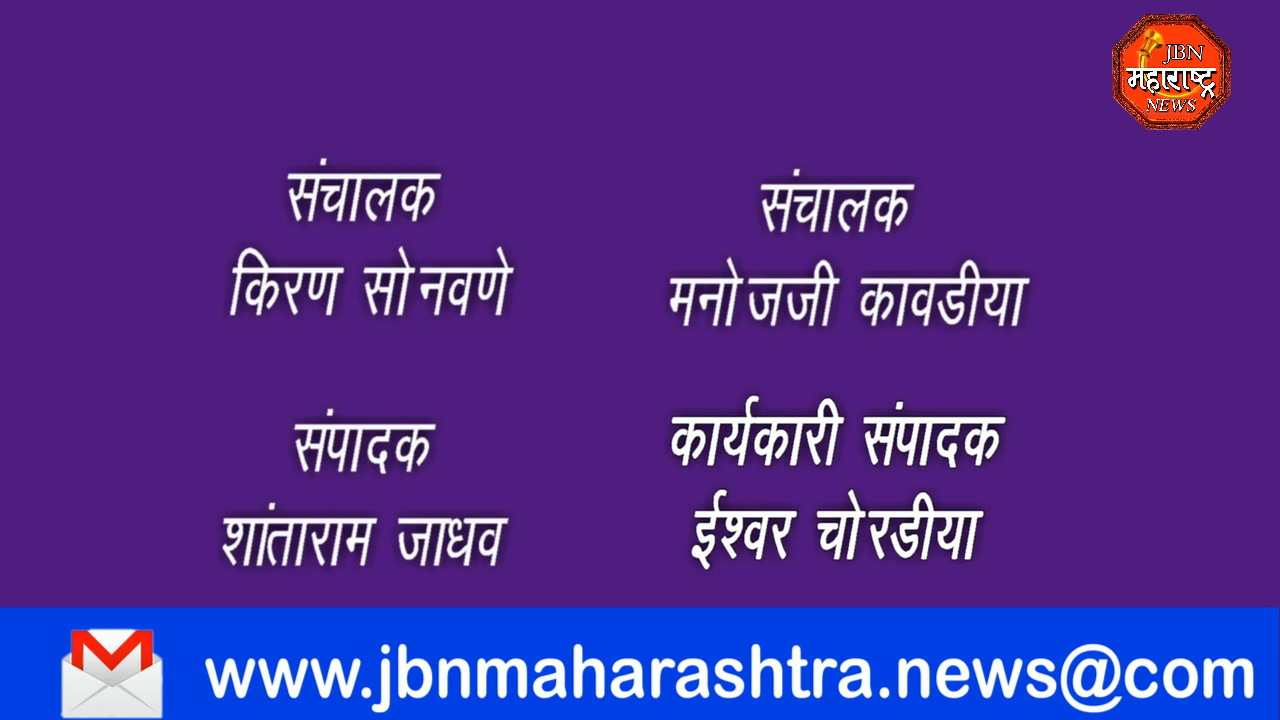 JBN
महाराष्ट्र
NEWS
संचालक
किरण सोनवणे
संचालक
मनोजजी कावडीया
संपादक
शांताराम जाधव
कार्यकारी संपादक
ईश्वर चोरडीया
www.jbnmaharashtra.news@com